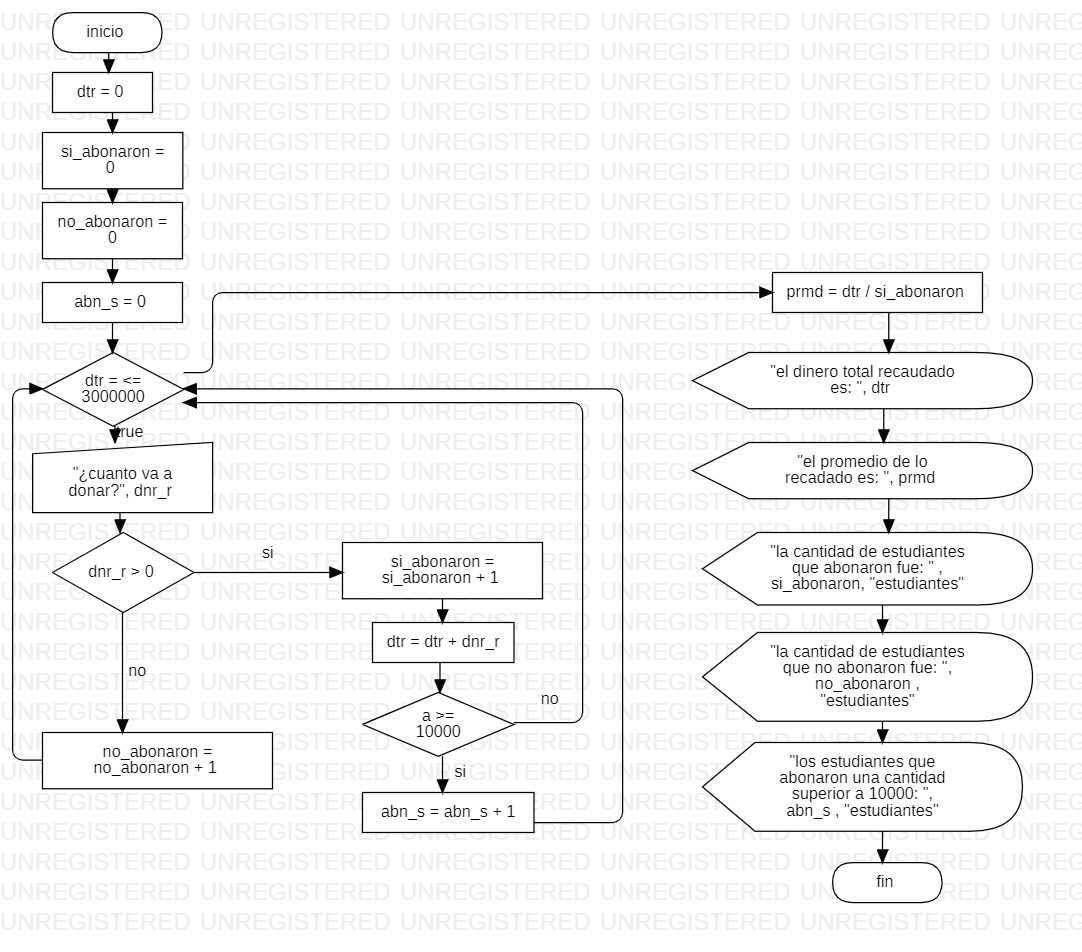 inicio
dtr = 0
si_abonaron =
0
no_abonaron =
0
abn_s = 0
dtr = <=
3000000
true
"¿cuanto va a
donar?", dnr_r
dnr_r > 0
si
no
no_abonaron =
no_abonaron + 1
si_abonaron =
si_abonaron + 1
dtr = dtr + dnr_r
a >=
10000
no
si
abn_s = abn_s + 1
prmd = dtr / si_abonaron
"el dinero total recaudado
es: ", dtr
"el promedio de lo
recadado es: ", prmd
"la cantidad de estudiantes
que abonaron fue: " ,
si_abonaron, "estudiantes"
"la cantidad de estudiantes
que no abonaron fue: ",
no_abonaron ,
"estudiantes"
"los estudiantes que
abonaron una cantidad
superior a 10000: ",
abn_s , "estudiantes"
fin
UNREGISTERED